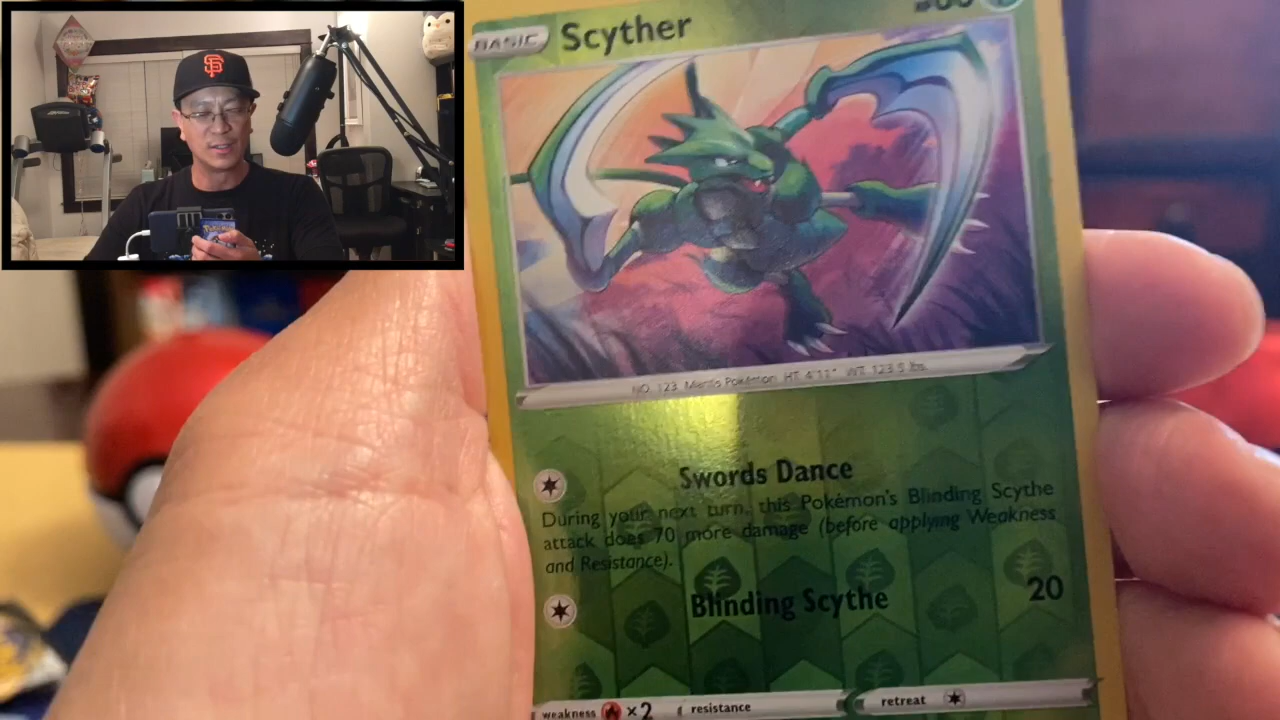 SF
BASIC
Scyther
NO. 123 Mantis Pokémon HT 4'11" WT 123.5 lbs.
Swords Dance
During your next turn, this Pokémon's Blinding Scythe
attack does 70 more damage (before applying Weakness
and Resistance).
Blinding Scythe 20
weakness ×2 resistance retreat